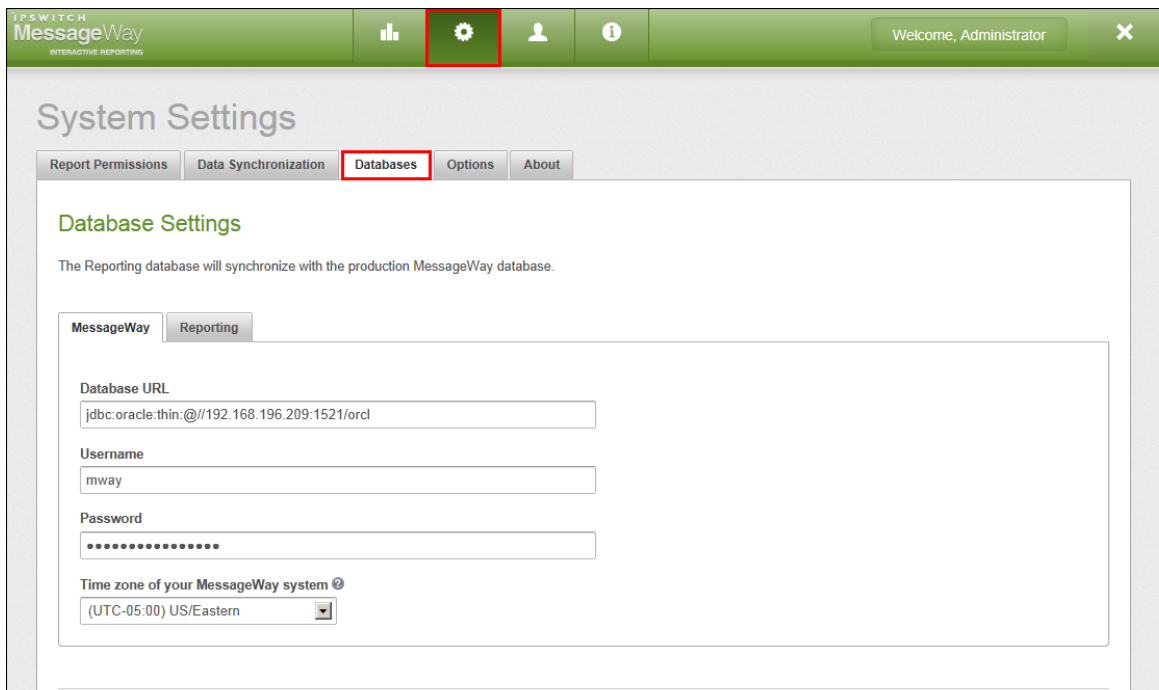 IPSWITCH
MessageWay
INTERACTIVE REPORTING
Welcome, Administrator
System Settings
Report Permissions Data Synchronization Databases Options About
Database Settings
The Reporting database will synchronize with the production MessageWay database.
MessageWay Reporting
Database URL
jdbc:oracle:thin:@//192.168.196.209:1521/orcl
Username
mway
Password
••••••••••••••••
Time zone of your MessageWay system
(UTC-05:00) US/Eastern